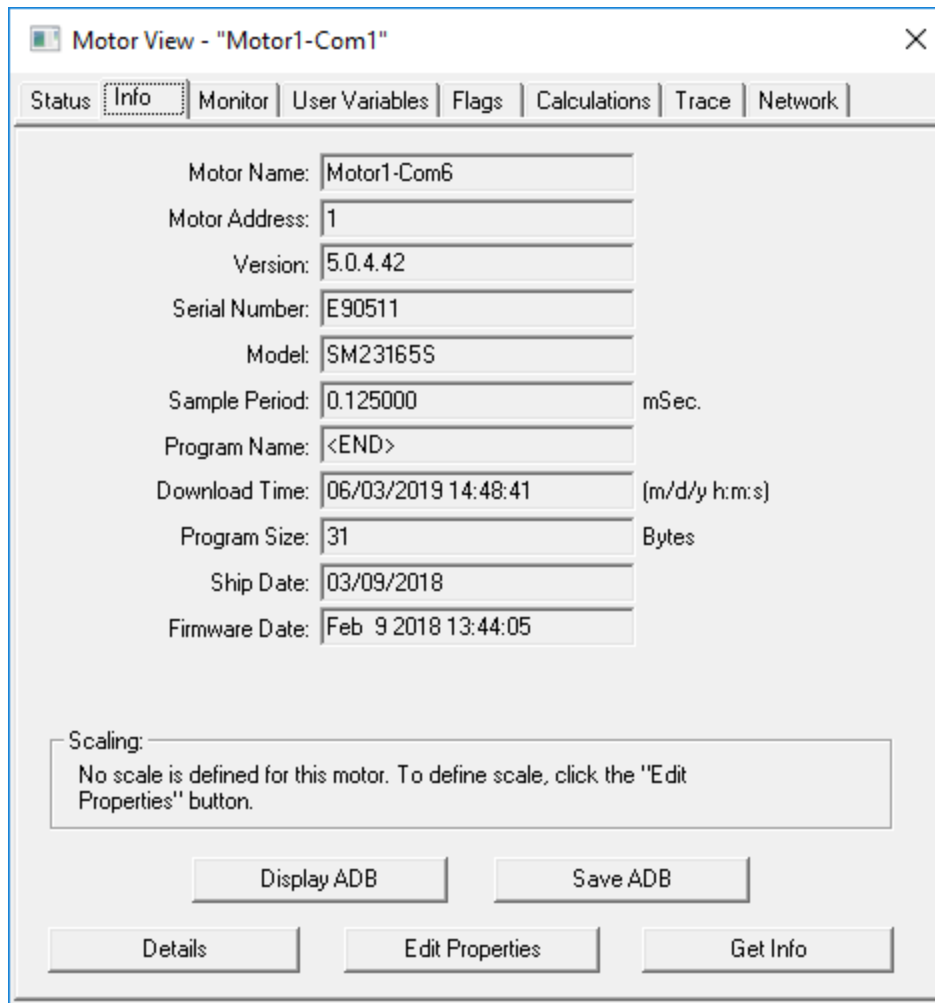 Motor View - "Motor1-Com1"
Status Info Monitor User Variables Flags Calculations Trace Network
Motor Name: Motor1-Com6
Motor Address: 1
Version: 5.0.4.42
Serial Number: E90511
Model: SM23165S
Sample Period: 0.125000 mSec.
Program Name: <END>
Download Time: 06/03/2019 14:48:41 (m/d/y h:m:s)
Program Size: 31 Bytes
Ship Date: 03/09/2018
Firmware Date: Feb  9 2018 13:44:05
Scaling:
No scale is defined for this motor. To define scale, click the "Edit
Properties" button.
Display ADB Save ADB
Details Edit Properties Get Info